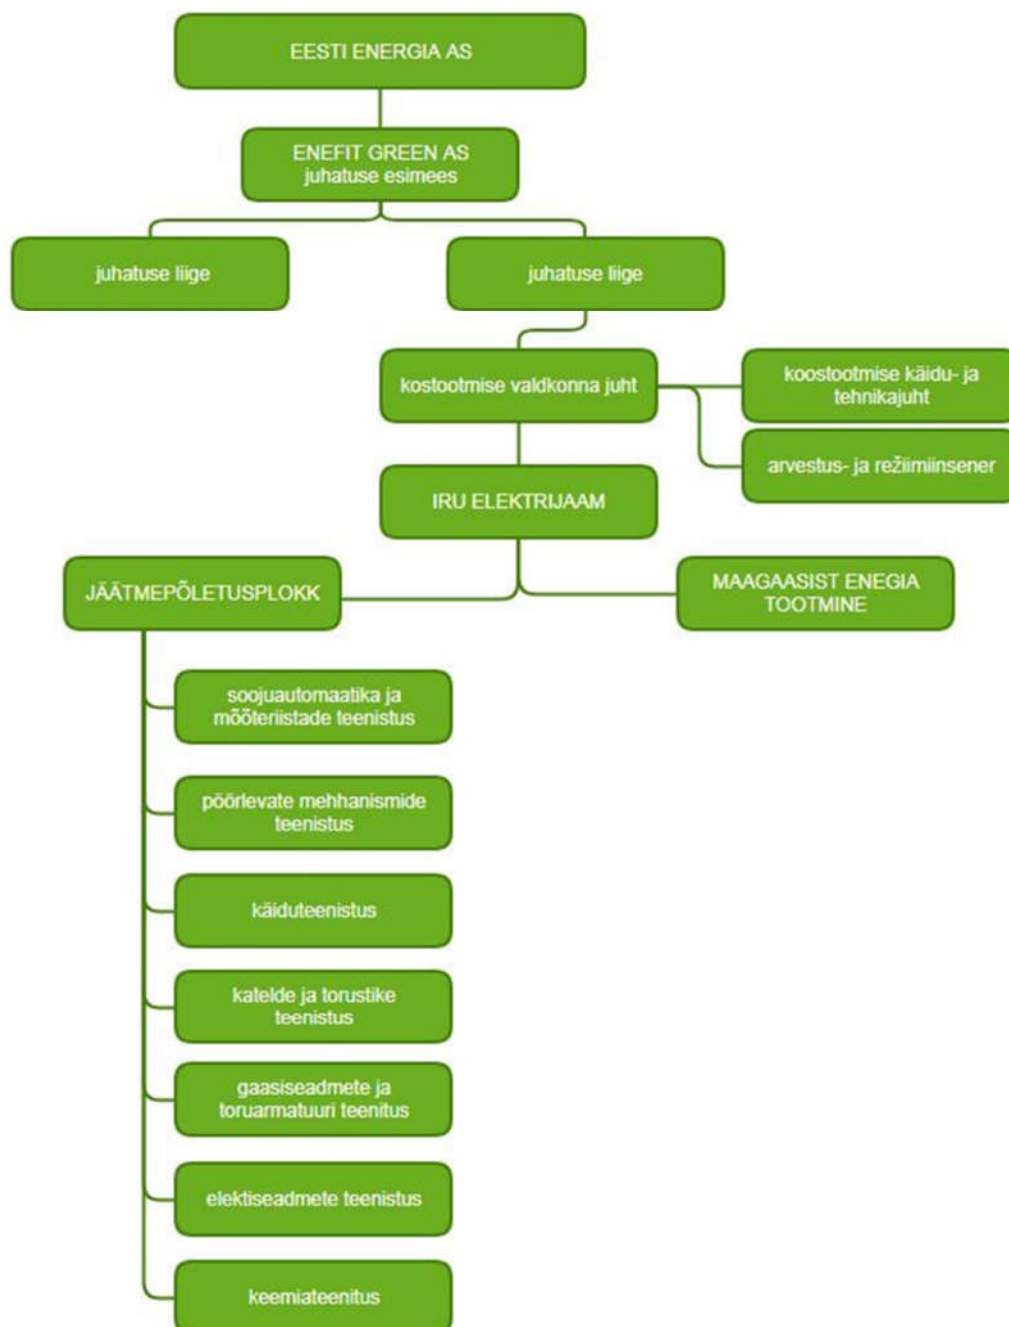 EESTI ENERGIA AS
ENEFIT GREEN AS
juhatuse esimees
juhatuse liige
juhatuse liige
kostootmise valdkonna juht
koostootmise käidu- ja
tehnikajuht
arvestus- ja režiimiinsener
IRU ELEKTRIJAAM
JÄÄTMEPÕLETUSPLOKK
MAAGAASIST ENEGIA
TOOTMINE
soojuautomaatika ja
mõõteriistade teenistus
pöörlevate mehhanismide
teenistus
käiduteenistus
katelde ja torustike
teenistus
gaasiseadmete ja
toruarmatuuri teenitus
elektiseadmete teenistus
keemiateenitus